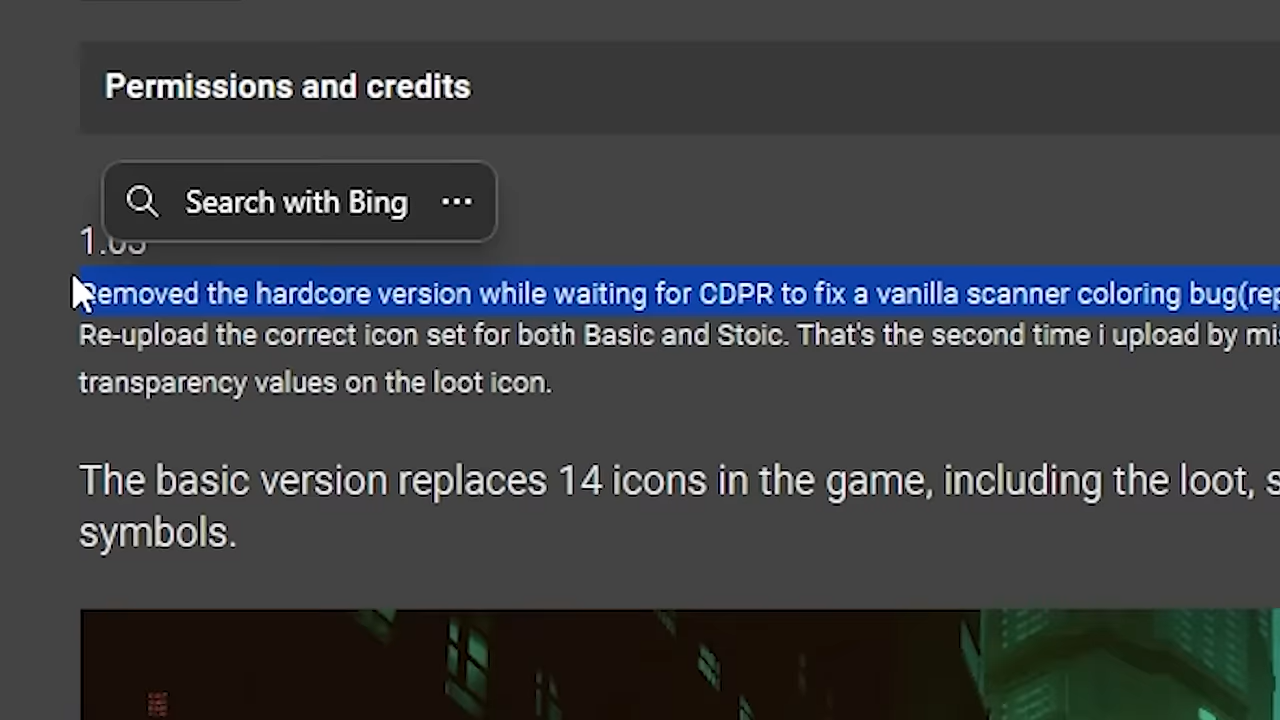 Permissions and credits
Search with Bing ...
1.03
Removed the hardcore version while waiting for CDPR to fix a vanilla scanner coloring bug(rep
Re-upload the correct icon set for both Basic and Stoic. That's the second time i upload by mis
transparency values on the loot icon.
The basic version replaces 14 icons in the game, including the loot, s
symbols.